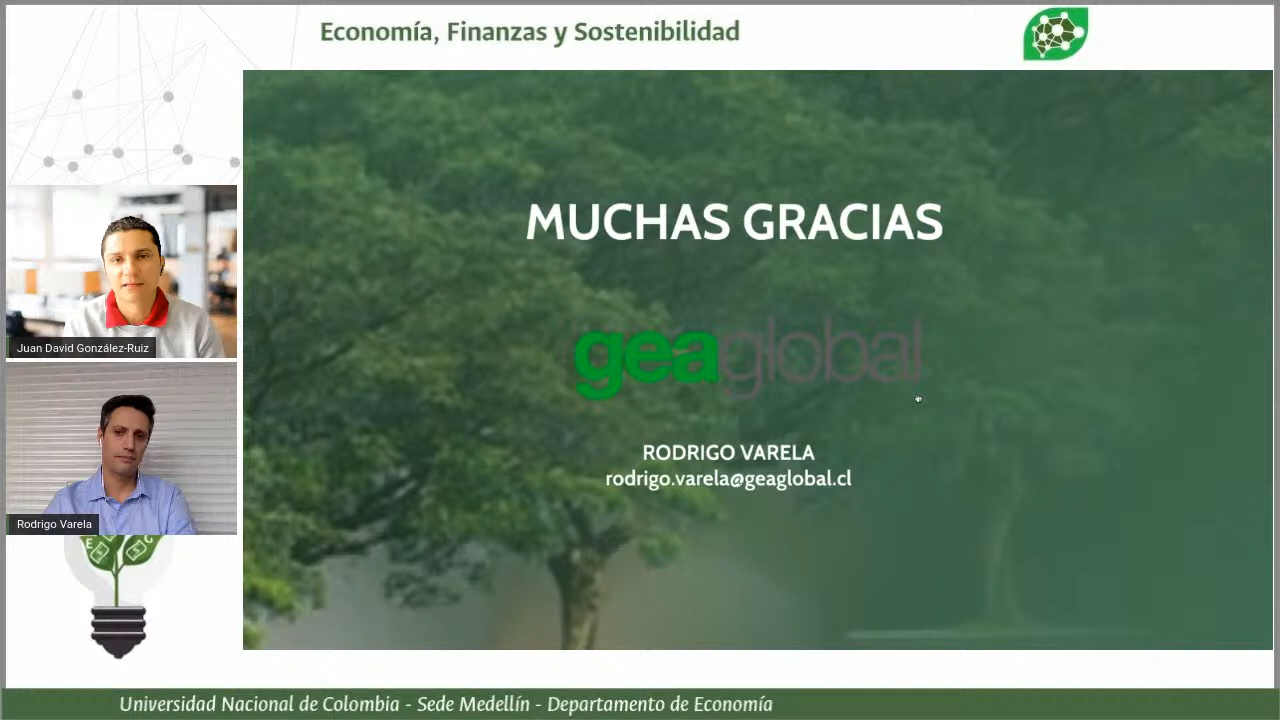 Economía, Finanzas y Sostenibilidad
MUCHAS GRACIAS
geaglobal
RODRIGO VARELA
rodrigo.varela@geaglobal.cl
Juan David González-Ruiz
Rodrigo Varela
E
G
Universidad Nacional de Colombia - Sede Medellín - Departamento de Economía